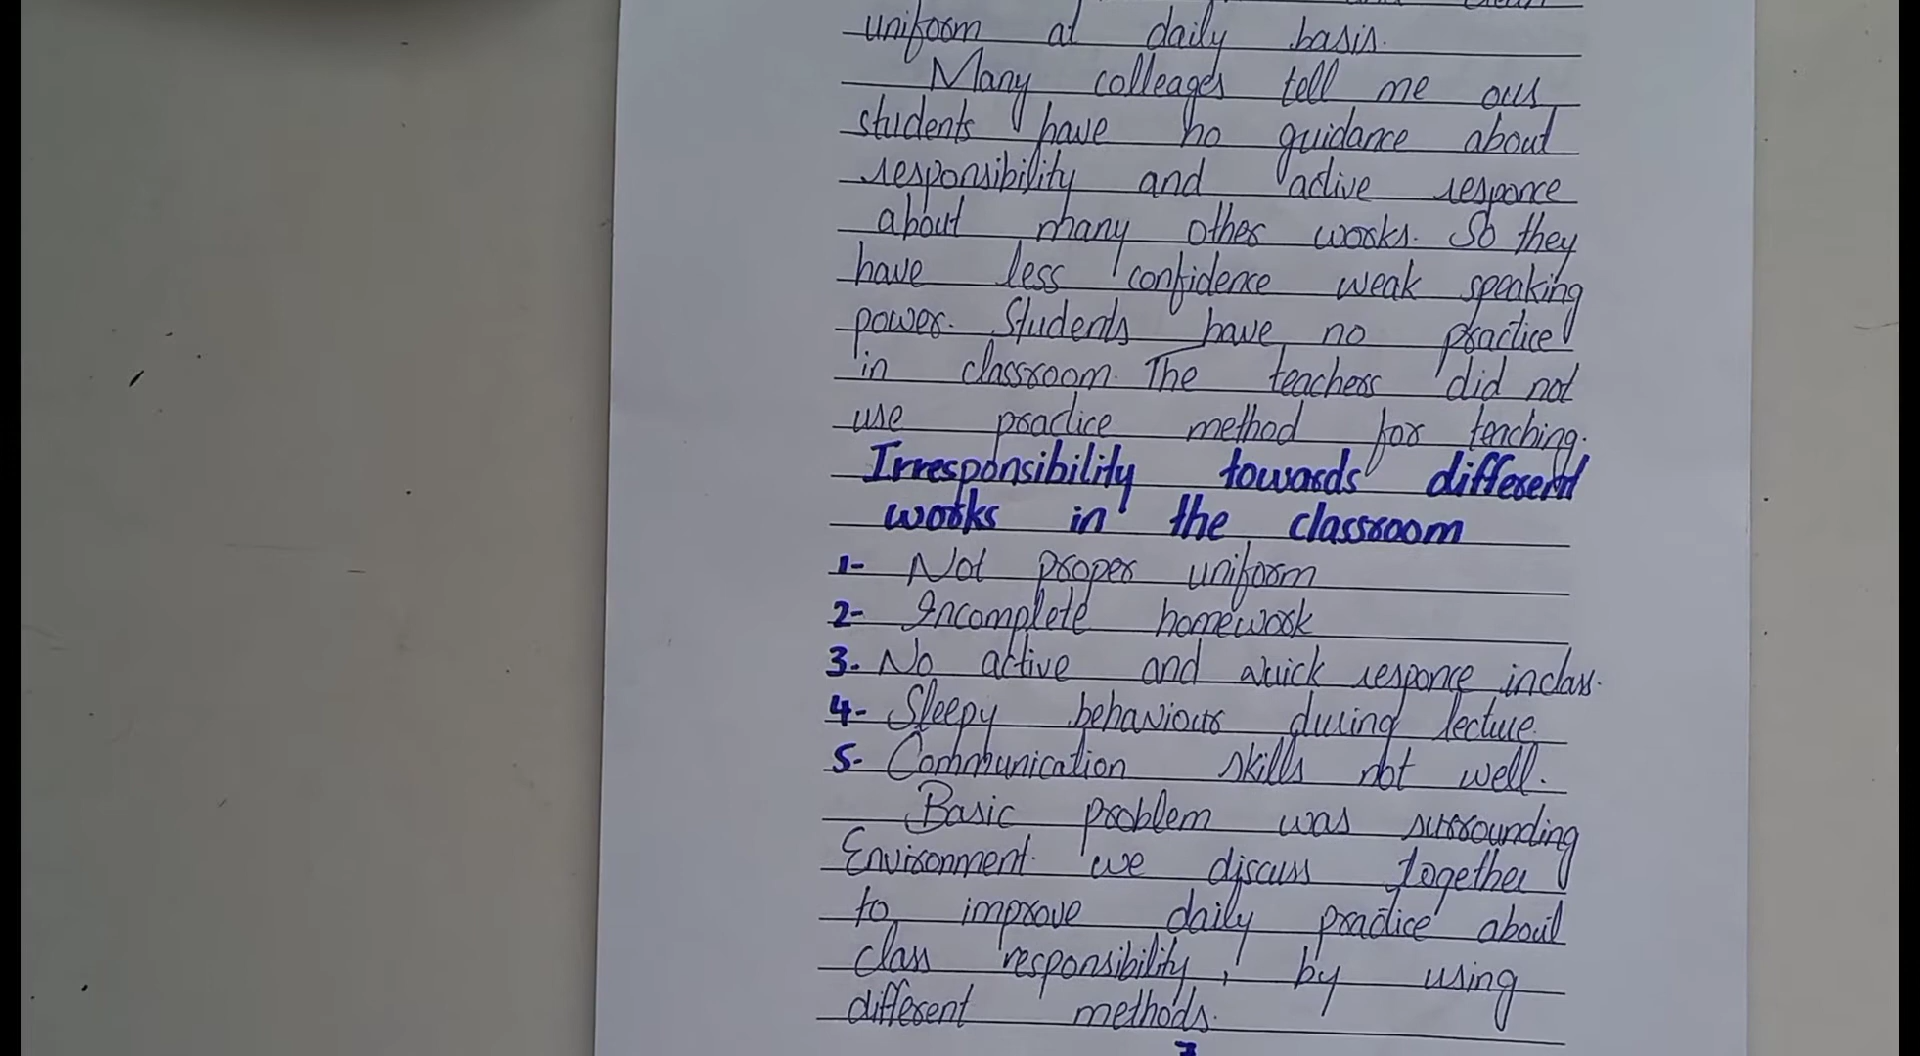 uniform at daily basis.
Many colleages tell me our
students have no guidance about
responsibility and active responce
about many other works. So they
have less confidence weak speaking
power. Students have no practice
in classroom. The teachers did not
use practice method for teaching.
Irresponsibility towards different
works in the classroom
1- Not proper uniform
2- Incomplete homework
3. No active and quick responce inclass.
4- Sleepy behaviour during lecture.
5- Communication skills not well.
Basic problem was surrounding
Environment. we discuss together
to improve daily practice about
class responsibility, by using
different methods.